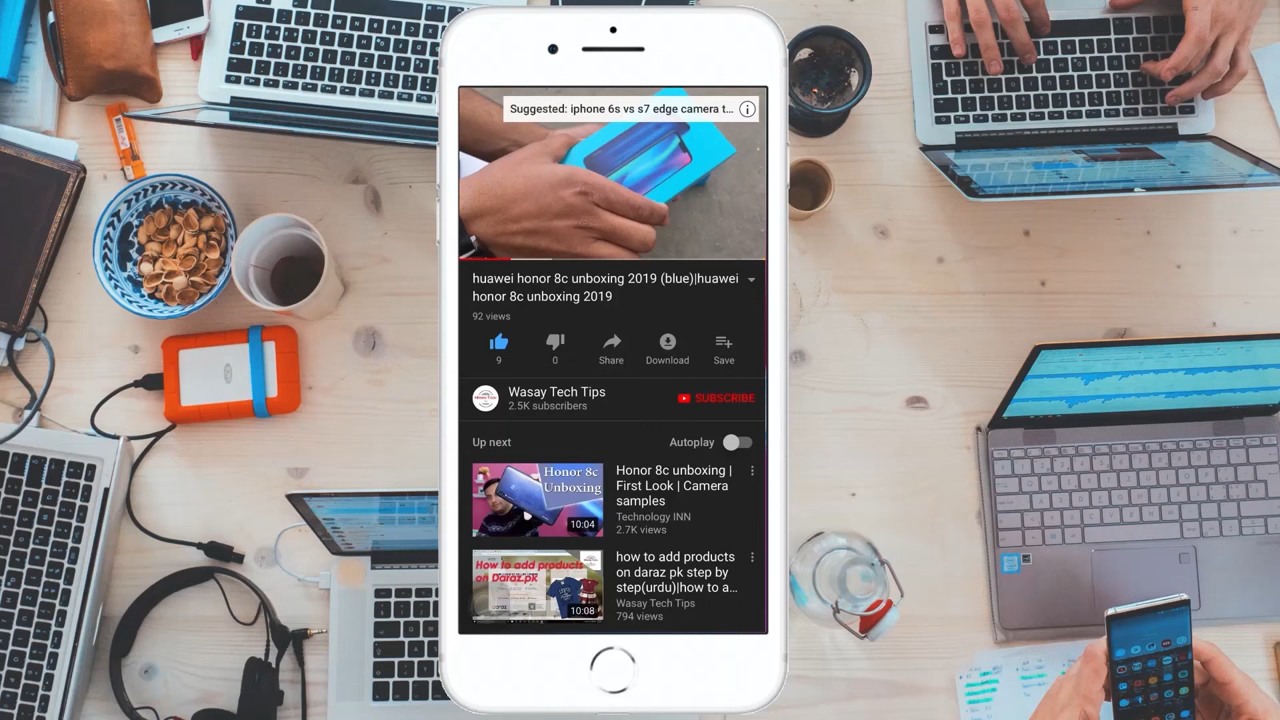 Suggested: iphone 6s vs s7 edge camera t...
huawei honor 8c unboxing 2019 (blue)|huawei
honor 8c unboxing 2019
92 views
9
0
Share
Download
Save
Wasay Tech Tips
2.5K subscribers
SUBSCRIBE
Up next
Autoplay
Honor 8c
Unboxing
10:04
Honor 8c unboxing |
First Look | Camera
samples
Technology INN
2.7K views
How to add products
on Daraz.pk
10:08
how to add products
on daraz pk step by
step(urdu)|how to a...
Wasay Tech Tips
794 views